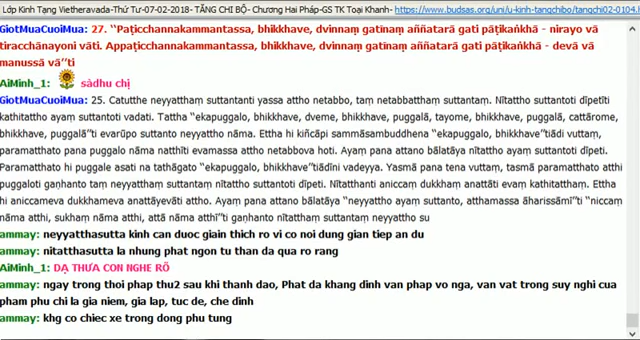 Lớp Kinh Tạng Vietheravada-Thứ Tư-07-02-2018- TĂNG CHI BỘ- Chương Hai Pháp-GS TK Toại Khanh- https://www.budsas.org/uni/u-kinh-tangchibo/tangchi02-0104.h
GiotMuaCuoiMua: 27. ‘‘Paṭicchannakammantassa, bhikkhave, dvinnaṃ gatīnaṃ aññatarā gati pāṭikaṅkhā - nirayo vā
tiracchānayoni vāti. Appaṭicchannakammantassa, bhikkhave, dvinnaṃ gatīnaṃ aññatarā gati pāṭikaṅkhā - devā vā
manussā vā’’ti
AiMinh_1: sàdhu chị
GiotMuaCuoiMua: 25. Catutthe neyyatthaṃ suttantanti yassa attho netabbo, taṃ netabbatthaṃ suttantaṃ. Nītattho suttantoti dīpetīti
kathitattho ayaṃ suttantoti vadati. Tattha ‘‘ekapuggalo, bhikkhave, dveme, bhikkhave, puggalā, tayome, bhikkhave, puggalā, cattārome,
bhikkhave, puggalā’’ti evarūpo suttanto neyyattho nāma. Ettha hi kiñcāpi sammāsambuddhena ‘‘ekapuggalo, bhikkhave’’tiādi vuttaṃ,
paramatthato pana puggalo nāma natthīti evamassa attho netabbova hoti. Ayaṃ pana attano bālatāya nītattho ayaṃ suttantoti dīpeti.
Paramatthato hi puggale asati na tathāgato ‘‘ekapuggalo, bhikkhave’’tiādīni vadeyya. Yasmā pana tena vuttaṃ, tasmā paramatthato atthi
puggaloti gaṇhanto taṃ neyyatthaṃ suttantaṃ nītattho suttantoti dīpeti. Nītatthanti aniccaṃ dukkhaṃ anattāti evaṃ kathitatthaṃ. Ettha
hi aniccameva dukkhameva anattāyevāti attho. Ayaṃ pana attano bālatāya ‘‘neyyattho ayaṃ suttanto, atthamassa āharissāmī’’ti ‘‘niccaṃ
nāma atthi, sukhaṃ nāma atthi, attā nāma atthī’’ti gaṇhanto nītatthaṃ suttantaṃ neyyattho su
ammay: neyyatthasutta kinh can duoc giain thich ro vi co noi dung gian tiep an du
ammay: nitatthasutta la nhung phat ngon tu than da qua ro rang
AiMinh_1: DẠ THƯA CON NGHE RÕ
ammay: ngay trong thoi phap thu2 sau khi thanh dao, Phat da khang dinh van phap vo nga, van vat trong suy nghi cua
pham phu chi la gia niem, gia lap, tuc de, che dinh
ammay: khg co chiec xe trong dong phu tung